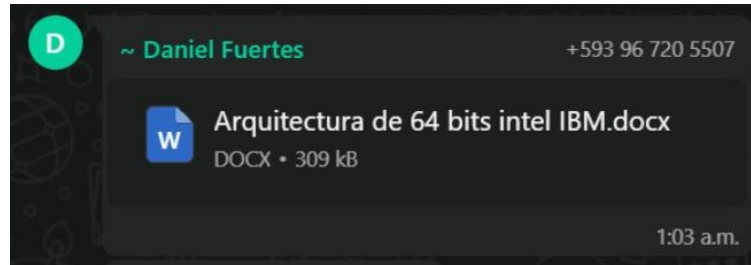 D
~ Daniel Fuertes +593 96 720 5507
W
Arquitectura de 64 bits intel IBM.docx
DOCX • 309 kB
1:03 a.m.